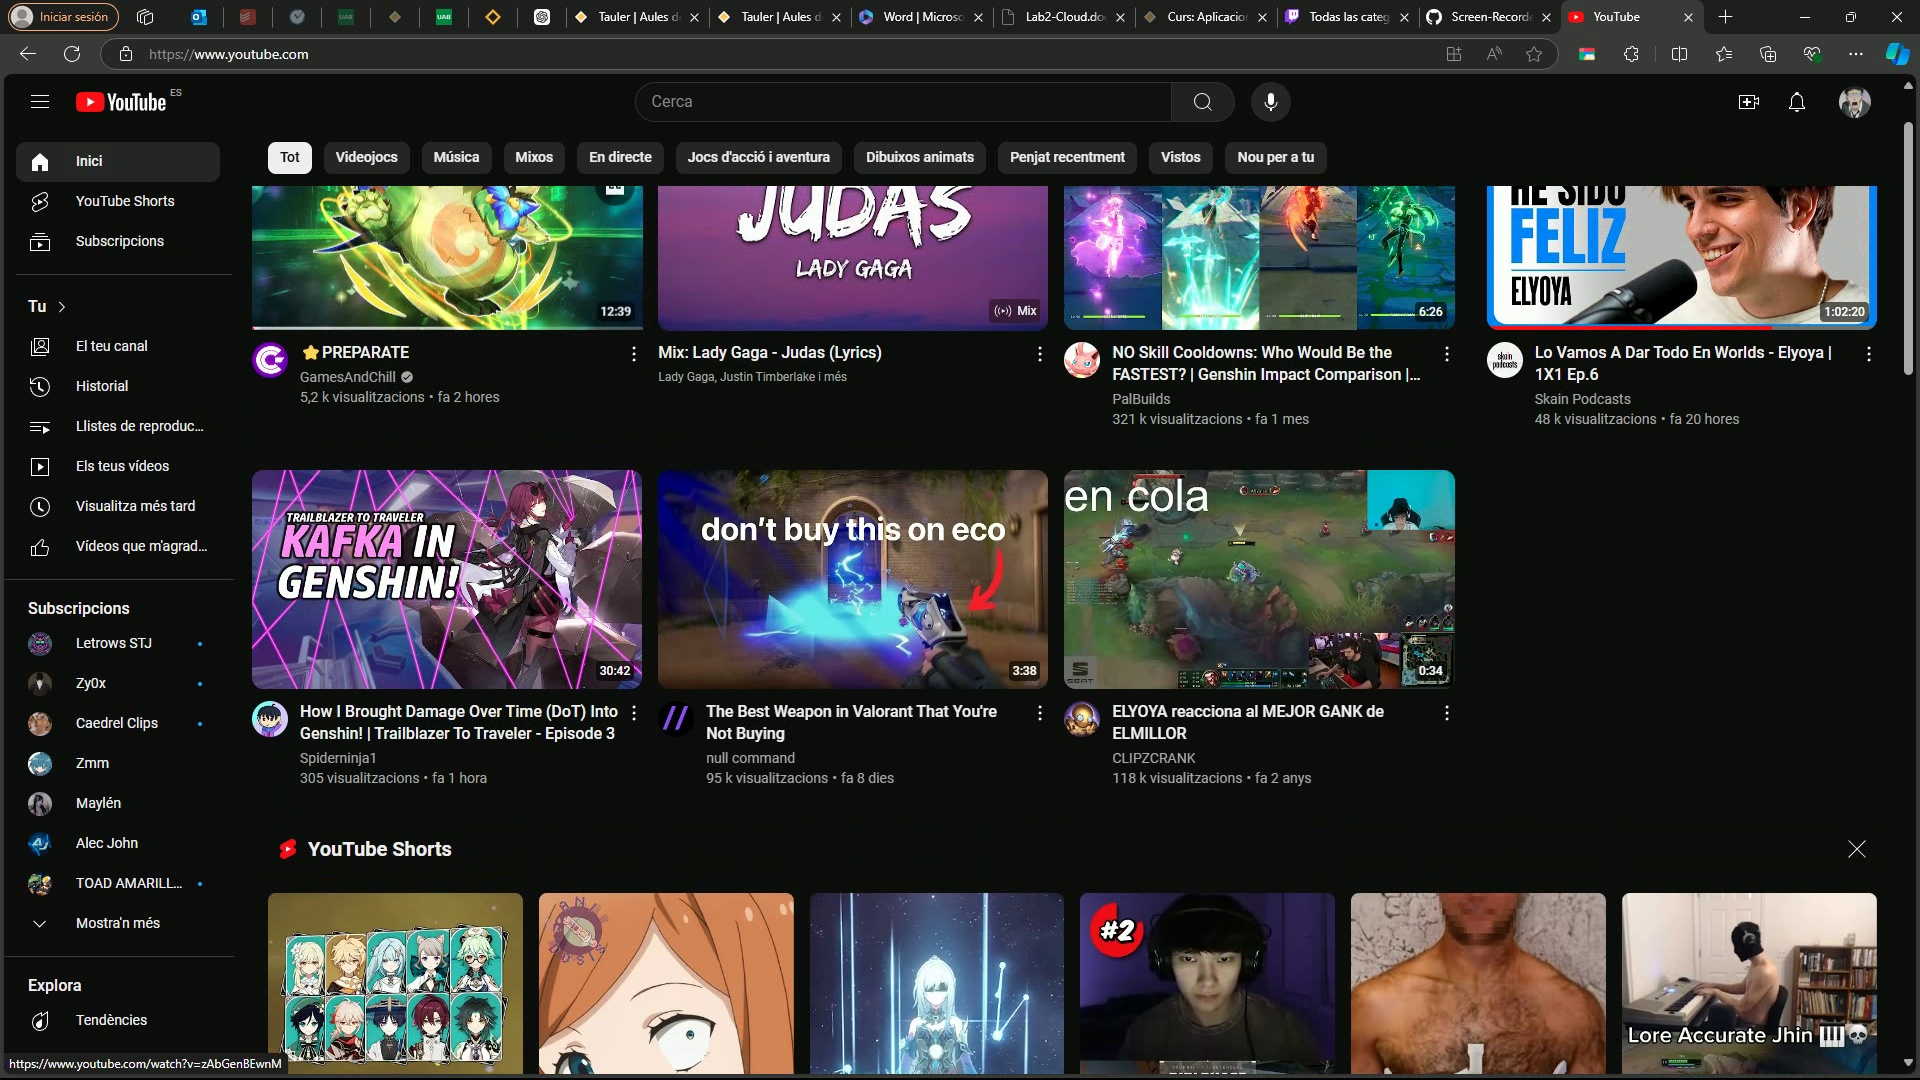 Iniciar sesión
Tauler | Aules de
Tauler | Aules d
Word | Microso
Lab2-Cloud.do
Curs: Aplicacion
Todas las categ
Screen-Recorde
YouTube
https://www.youtube.com
YouTube ES
Cerca
Inici
YouTube Shorts
Subscripcions
Tu
El teu canal
Historial
Llistes de reproduc...
Els teus vídeos
Visualitza més tard
Vídeos que m'agrad...
Subscripcions
Letrows STJ
Zy0x
Caedrel Clips
Zmm
Maylén
Alec John
TOAD AMARILL...
Mostra'n més
Explora
Tendències
https://www.youtube.com/watch?v=zAbGenBEwnM
Tot
Videojocs
Música
Mixos
En directe
Jocs d'acció i aventura
Dibuixos animats
Penjat recentment
Vistos
Nou per a tu
12:39
PREPARATE
GamesAndChill
5,2 k visualitzacions • fa 2 hores
JUDAS
LADY GAGA
Mix
Mix: Lady Gaga - Judas (Lyrics)
Lady Gaga, Justin Timberlake i més
6:26
NO Skill Cooldowns: Who Would Be the
FASTEST? | Genshin Impact Comparison |...
PalBuilds
321 k visualitzacions • fa 1 mes
HE SIDO
FELIZ
ELYOYA
1:02:20
skain
podcasts
Lo Vamos A Dar Todo En Worlds - Elyoya |
1X1 Ep.6
Skain Podcasts
48 k visualitzacions • fa 20 hores
TRAILBLAZER TO TRAVELER
KAFKA IN
GENSHIN!
30:42
How I Brought Damage Over Time (DoT) Into
Genshin! | Trailblazer To Traveler - Episode 3
Spiderninja1
305 visualitzacions • fa 1 hora
don't buy this on eco
3:38
The Best Weapon in Valorant That You're
Not Buying
null command
95 k visualitzacions • fa 8 dies
en cola
SEAT
0:34
ELYOYA reacciona al MEJOR GANK de
ELMILLOR
CLIPZCRANK
118 k visualitzacions • fa 2 anys
YouTube Shorts
#2
Lore Accurate Jhin